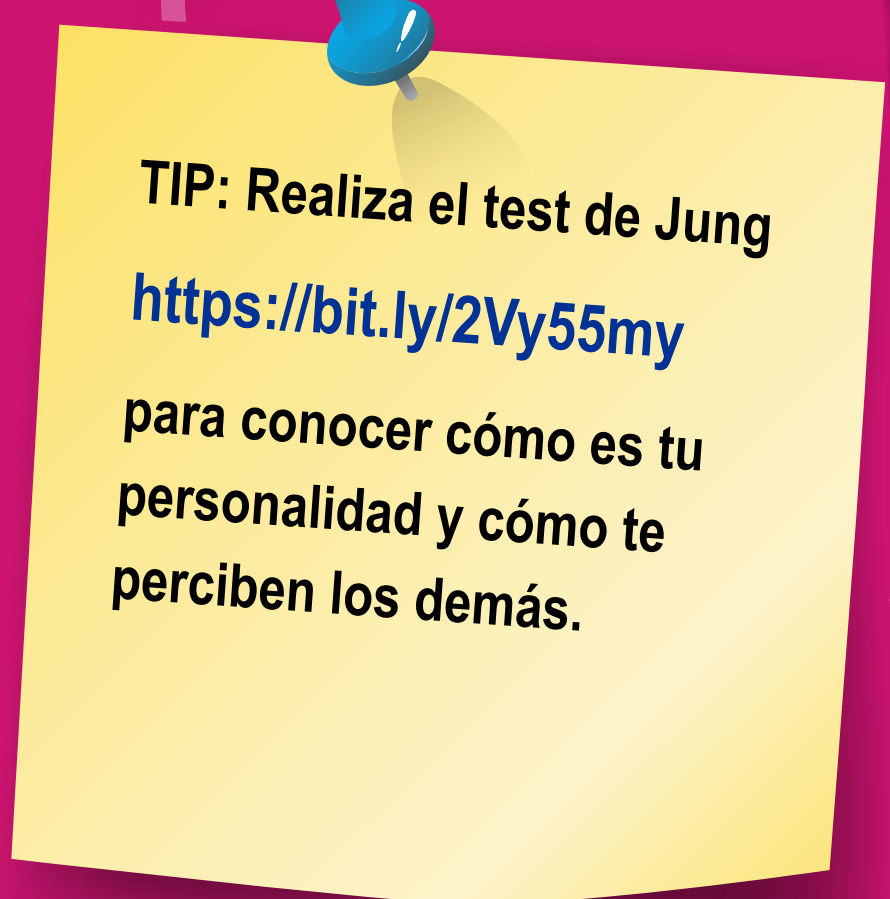 TIP: Realiza el test de Jung
https://bit.ly/2Vy55my
para conocer cómo es tu
personalidad y cómo te
perciben los demás.